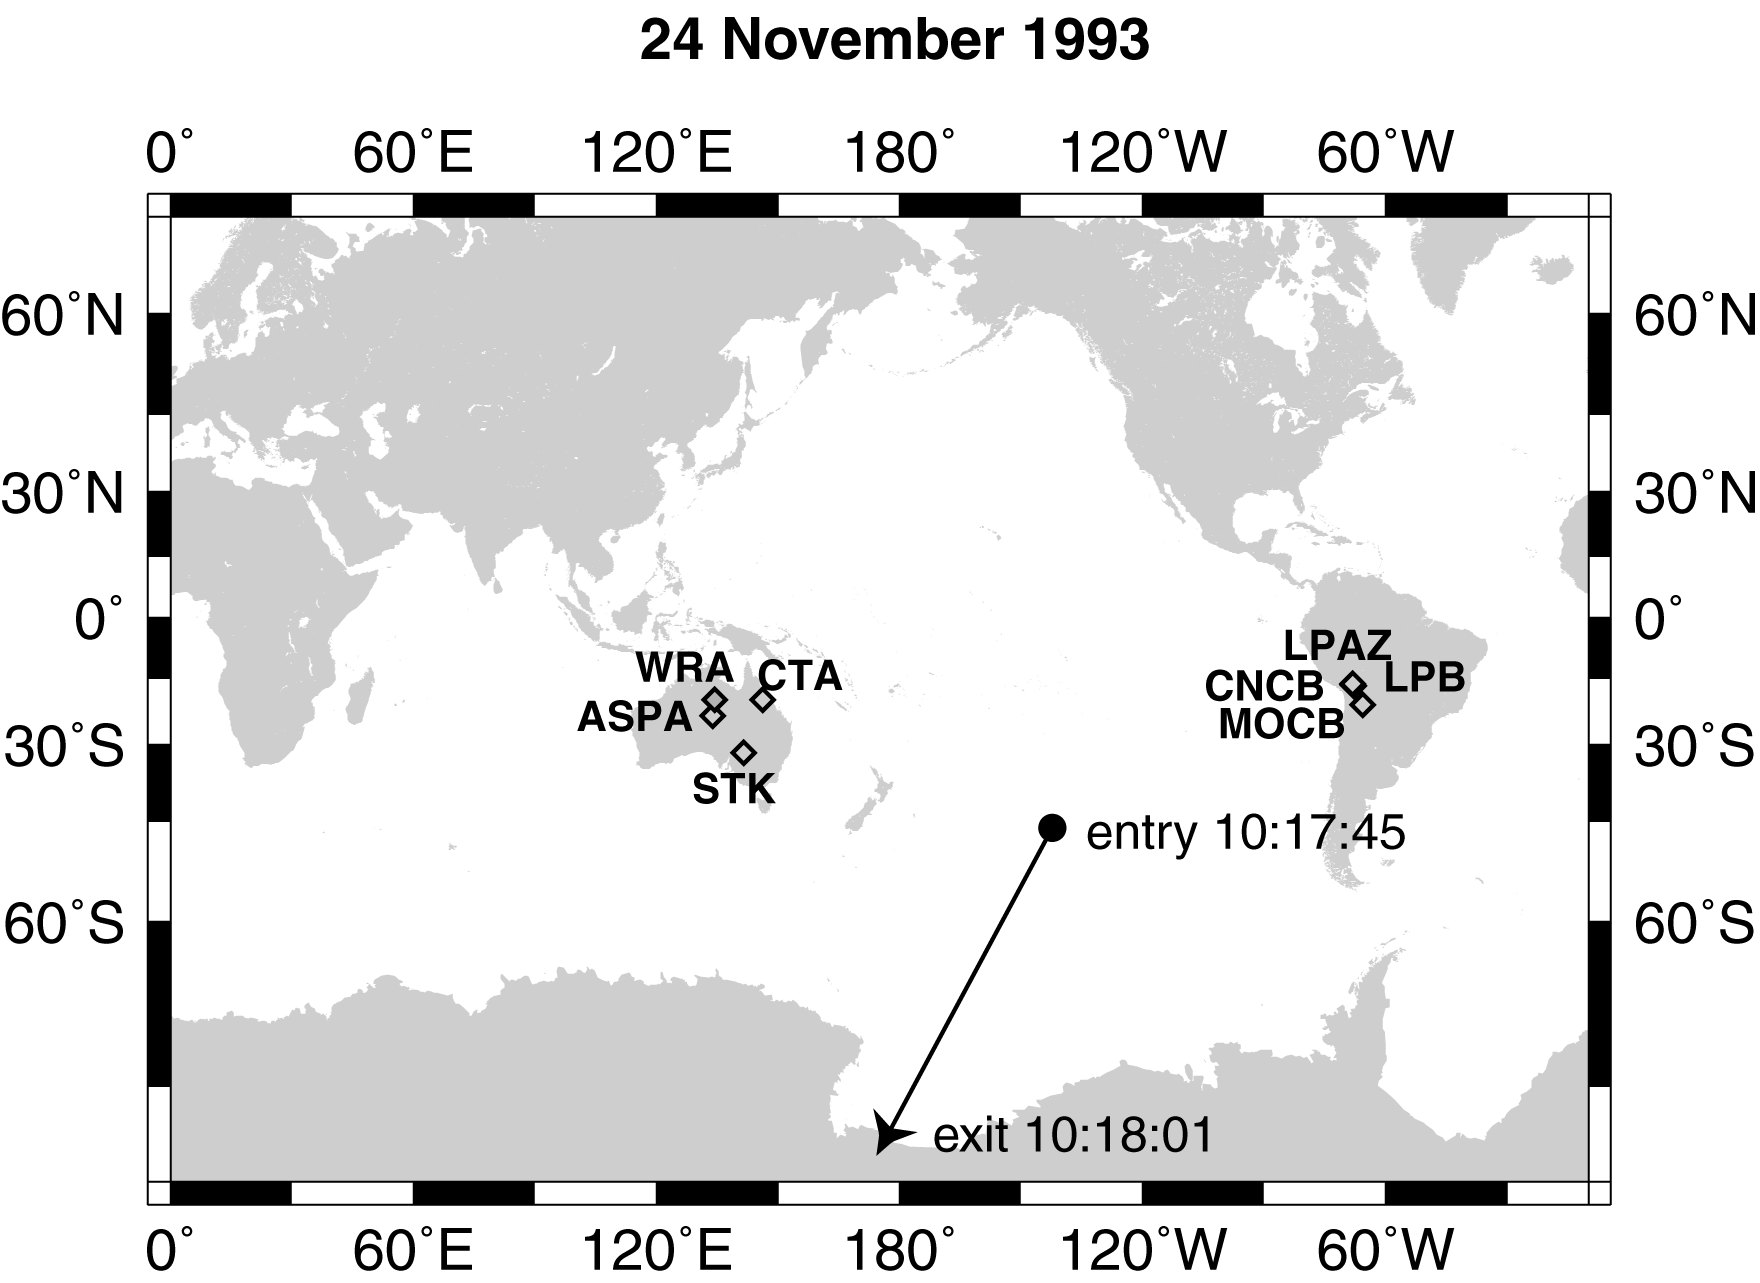 24 November 1993
0° 60°E 120°E 180° 120°W 60°W
60°N 60°N
30°N 30°N
0° 0°
LPAZ
WRA CTA LPB
CNCB
ASPA MOCB
30°S 30°S
STK
entry 10:17:45
60°S 60°S
exit 10:18:01
0° 60°E 120°E 180° 120°W 60°W